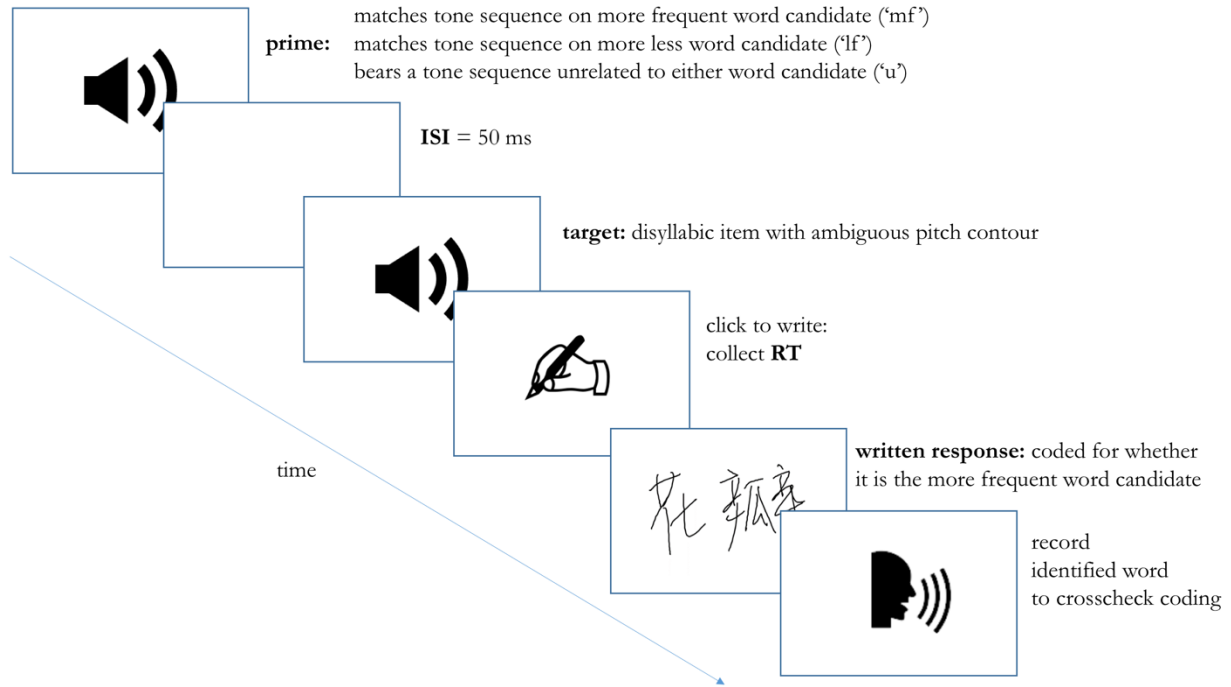 prime:
matches tone sequence on more frequent word candidate (‘mf’)
matches tone sequence on more less word candidate (‘lf’)
bears a tone sequence unrelated to either word candidate (‘u’)
ISI = 50 ms
target: disyllabic item with ambiguous pitch contour
click to write:
collect RT
time
花瓣
written response: coded for whether
it is the more frequent word candidate
record
identified word
to crosscheck coding